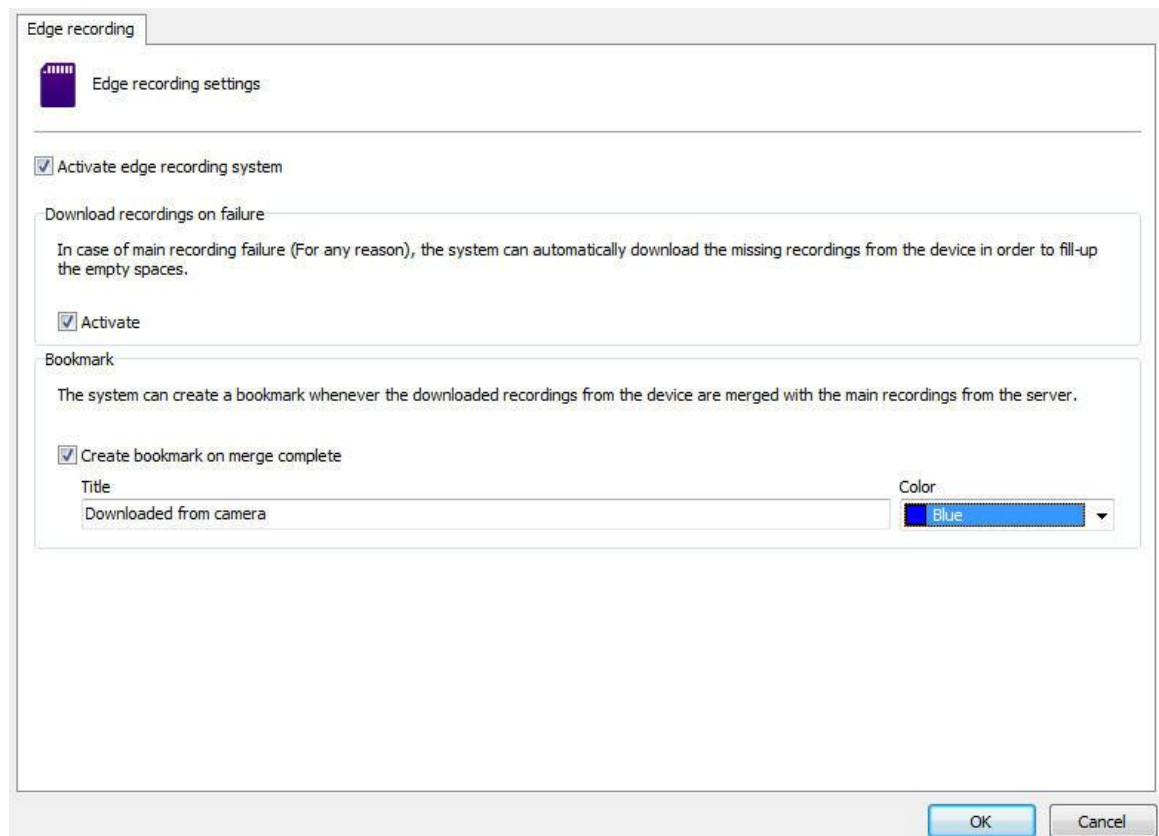 Edge recording
Edge recording settings
Activate edge recording system
Download recordings on failure
In case of main recording failure (For any reason), the system can automatically download the missing recordings from the device in order to fill-up
the empty spaces.
Activate
Bookmark
The system can create a bookmark whenever the downloaded recordings from the device are merged with the main recordings from the server.
Create bookmark on merge complete
Title Color
Downloaded from camera Blue
OK Cancel